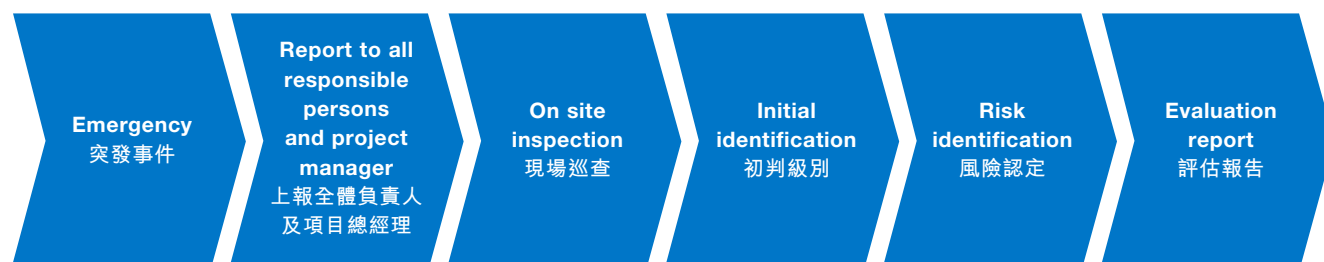 Emergency
突發事件
Report to all
responsible
persons
and project
manager
上報全體負責人
及項目總經理
On site
inspection
現場巡查
Initial
identification
初判級別
Risk
identification
風險認定
Evaluation
report
評估報告